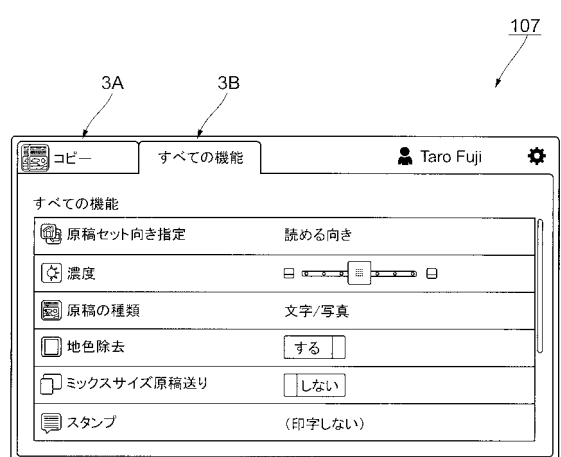 107
3A 3B
コピー すべての機能 Taro Fuji
すべての機能
原稿セット向き指定 読める向き
濃度
原稿の種類 文字/写真
地色除去 する
ミックスサイズ原稿送り しない
スタンプ (印字しない)